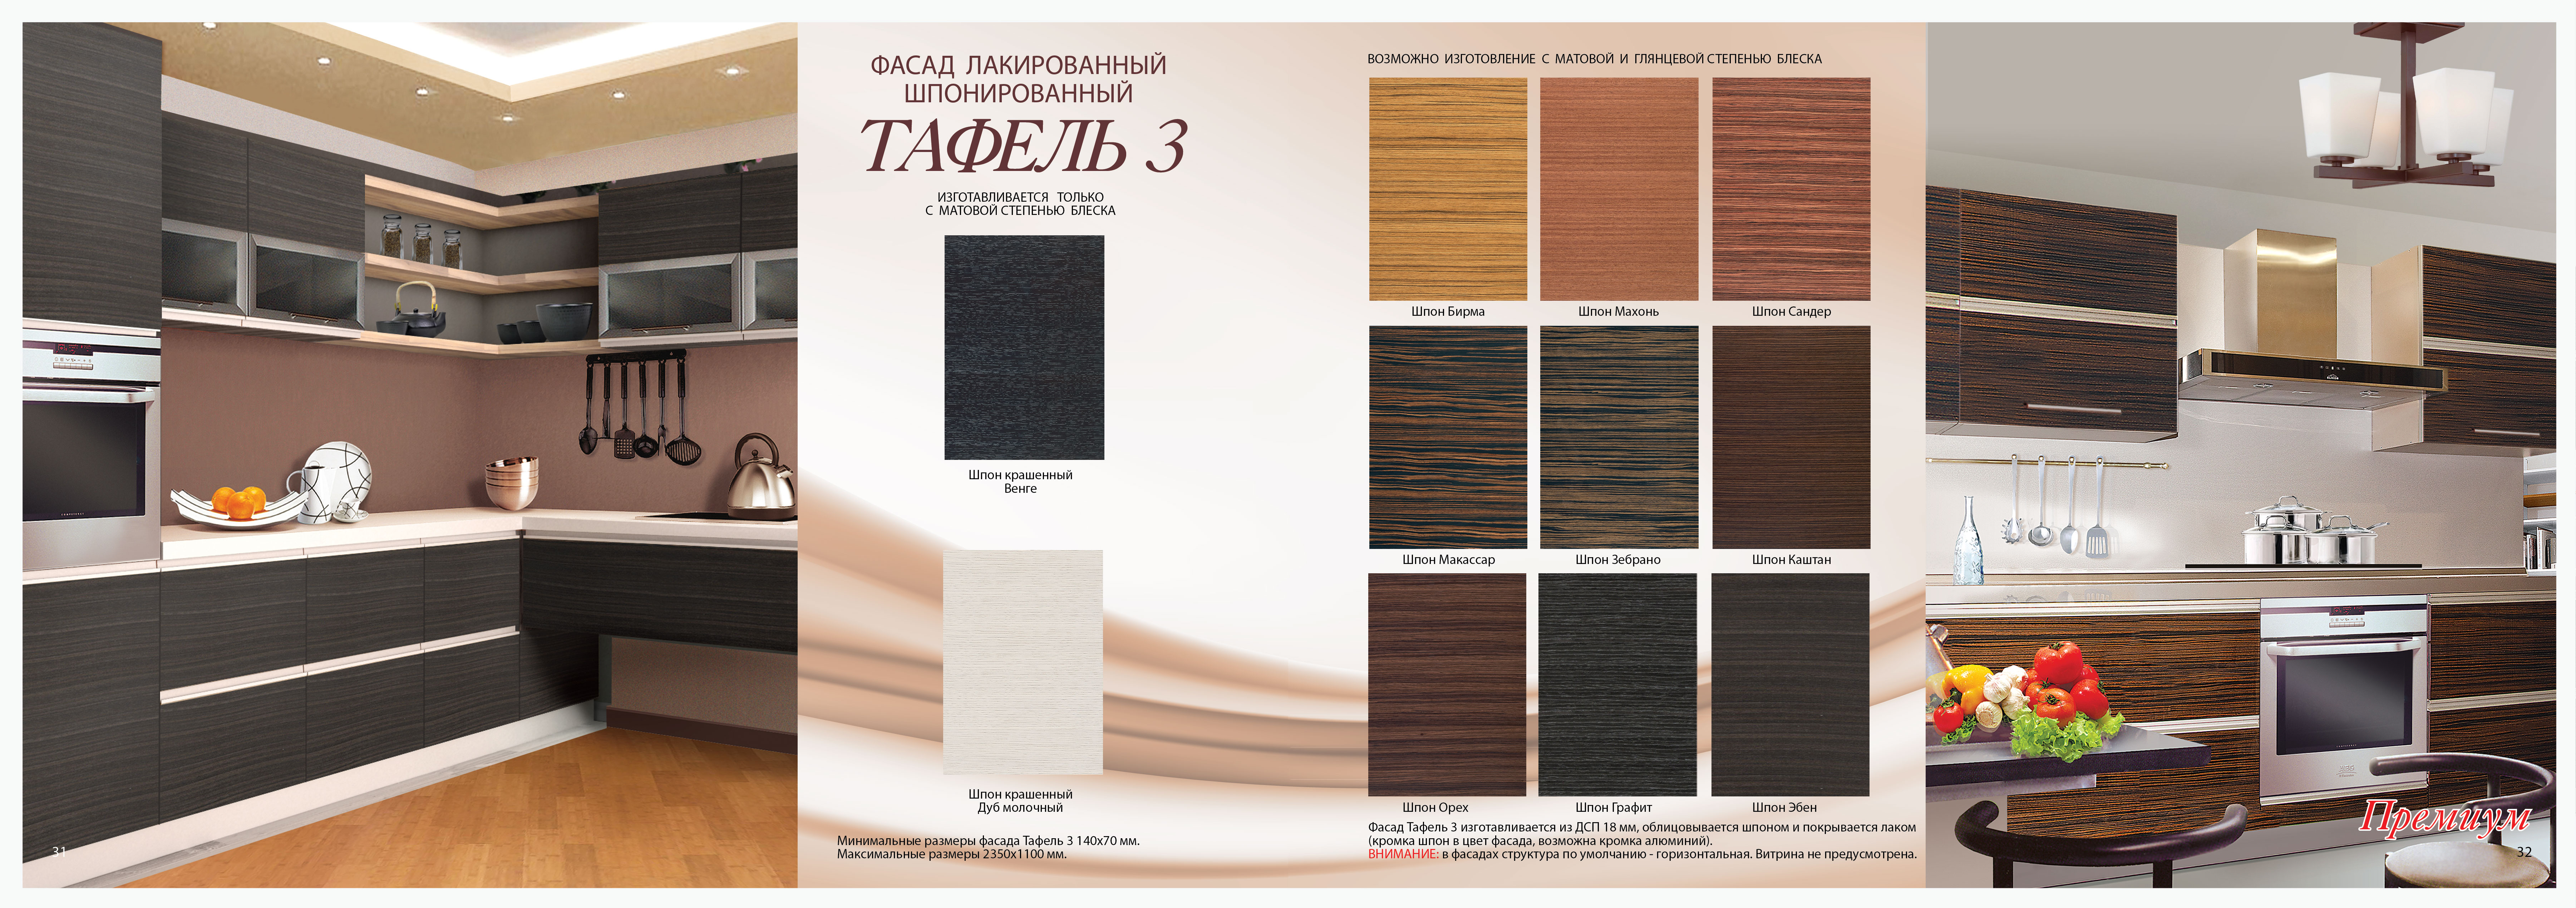 ФАСАД ЛАКИРОВАННЫЙ
ШПОНИРОВАННЫЙ
ТАФЕЛЬ 3
ИЗГОТАВЛИВАЕТСЯ ТОЛЬКО
С МАТОВОЙ СТЕПЕНЬЮ БЛЕСКА
Шпон крашенный
Венге
Шпон крашенный
Дуб молочный
Минимальные размеры фасада Тафель 3 140х70 мм.
Максимальные размеры 2350х1100 мм.
31
ВОЗМОЖНО ИЗГОТОВЛЕНИЕ С МАТОВОЙ И ГЛЯНЦЕВОЙ СТЕПЕНЬЮ БЛЕСКА
Шпон Бирма
Шпон Махонь
Шпон Сандер
Шпон Макассар
Шпон Зебрано
Шпон Каштан
Шпон Орех
Шпон Графит
Шпон Эбен
Фасад Тафель 3 изготавливается из ДСП 18 мм, облицовывается шпоном и покрывается лаком
(кромка шпон в цвет фасада, возможна кромка алюминий).
ВНИМАНИЕ: в фасадах структура по умолчанию - горизонтальная. Витрина не предусмотрена.
Премиум
32